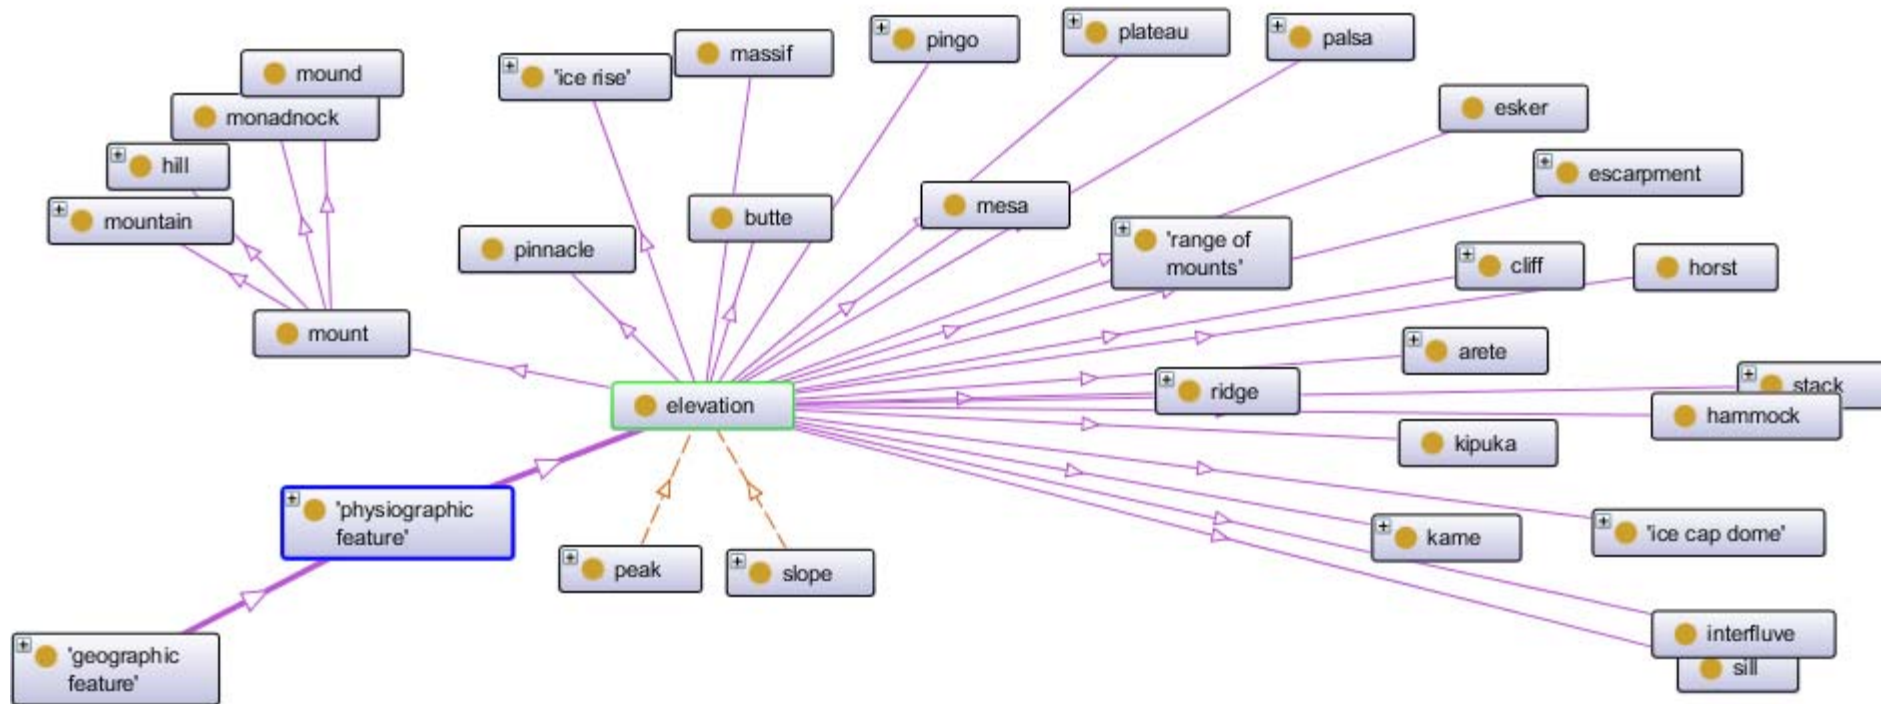 massif
pingo
plateau
palsa
mound
'ice rise'
monadnock
esker
hill
escarpment
mountain
butte
mesa
pinnacle
'range of
mounts'
cliff
horst
mount
arete
ridge
stack
elevation
hammock
kipuka
'physiographic
feature'
kame
'ice cap dome'
peak
slope
interfluve
sill
'geographic
feature'